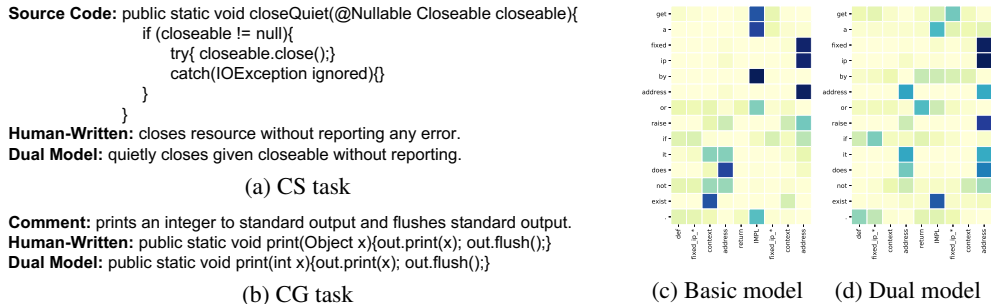 Source Code: public static void closeQuiet(@Nullable Closeable closeable){
if (closeable != null){
try{ closeable.close();}
catch(IOException ignored){}
}
}
Human-Written: closes resource without reporting any error.
Dual Model: quietly closes given closeable without reporting.
(a) CS task
Comment: prints an integer to standard output and flushes standard output.
Human-Written: public static void print(Object x){out.print(x); out.flush();}
Dual Model: public static void print(int x){out.print(x); out.flush();}
(b) CG task
get
a
fixed
ip
by
address
or
raise
if
it
does
not
exist
.
def
fixed_ip_*
context
address
return
IMPL
fixed_ip_*
context
address
(c) Basic model
get
a
fixed
ip
by
address
or
raise
if
it
does
not
exist
.
def
fixed_ip_*
context
address
return
IMPL
fixed_ip_*
context
address
(d) Dual model